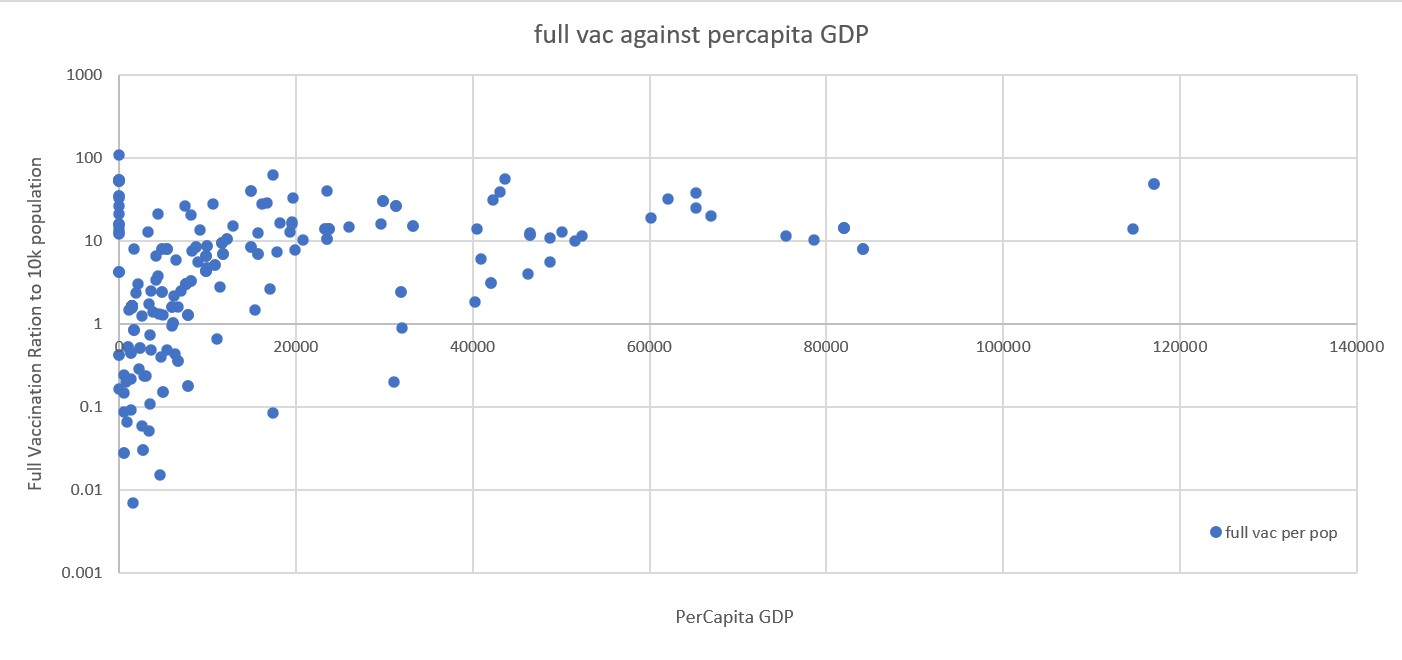 full vac against percapita GDP
Full Vaccination Ration to 10k population
1000
100
10
1
0.1
0.01
0.001
0 20000 40000 60000 80000 100000 120000 140000
full vac per pop
PerCapita GDP